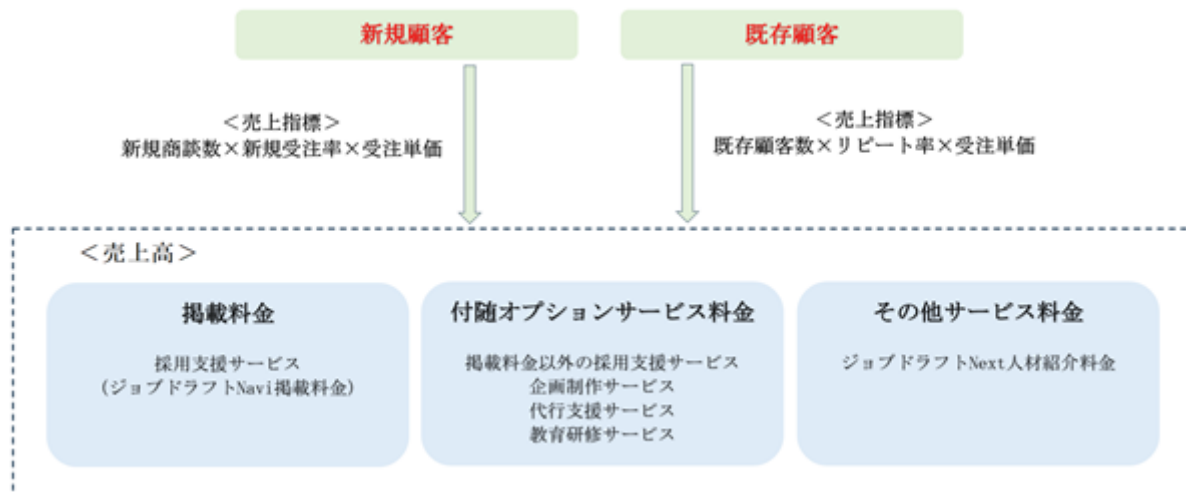 新規顧客
既存顧客
＜売上指標＞
新規商談数×新規受注率×受注単価
＜売上指標＞
既存顧客数×リピート率×受注単価
＜売上高＞
掲載料金
採用支援サービス
(ジョブドラフトNavi掲載料金)
付随オプションサービス料金
掲載料金以外の採用支援サービス
企画制作サービス
代行支援サービス
教育研修サービス
その他サービス料金
ジョブドラフトNext人材紹介料金